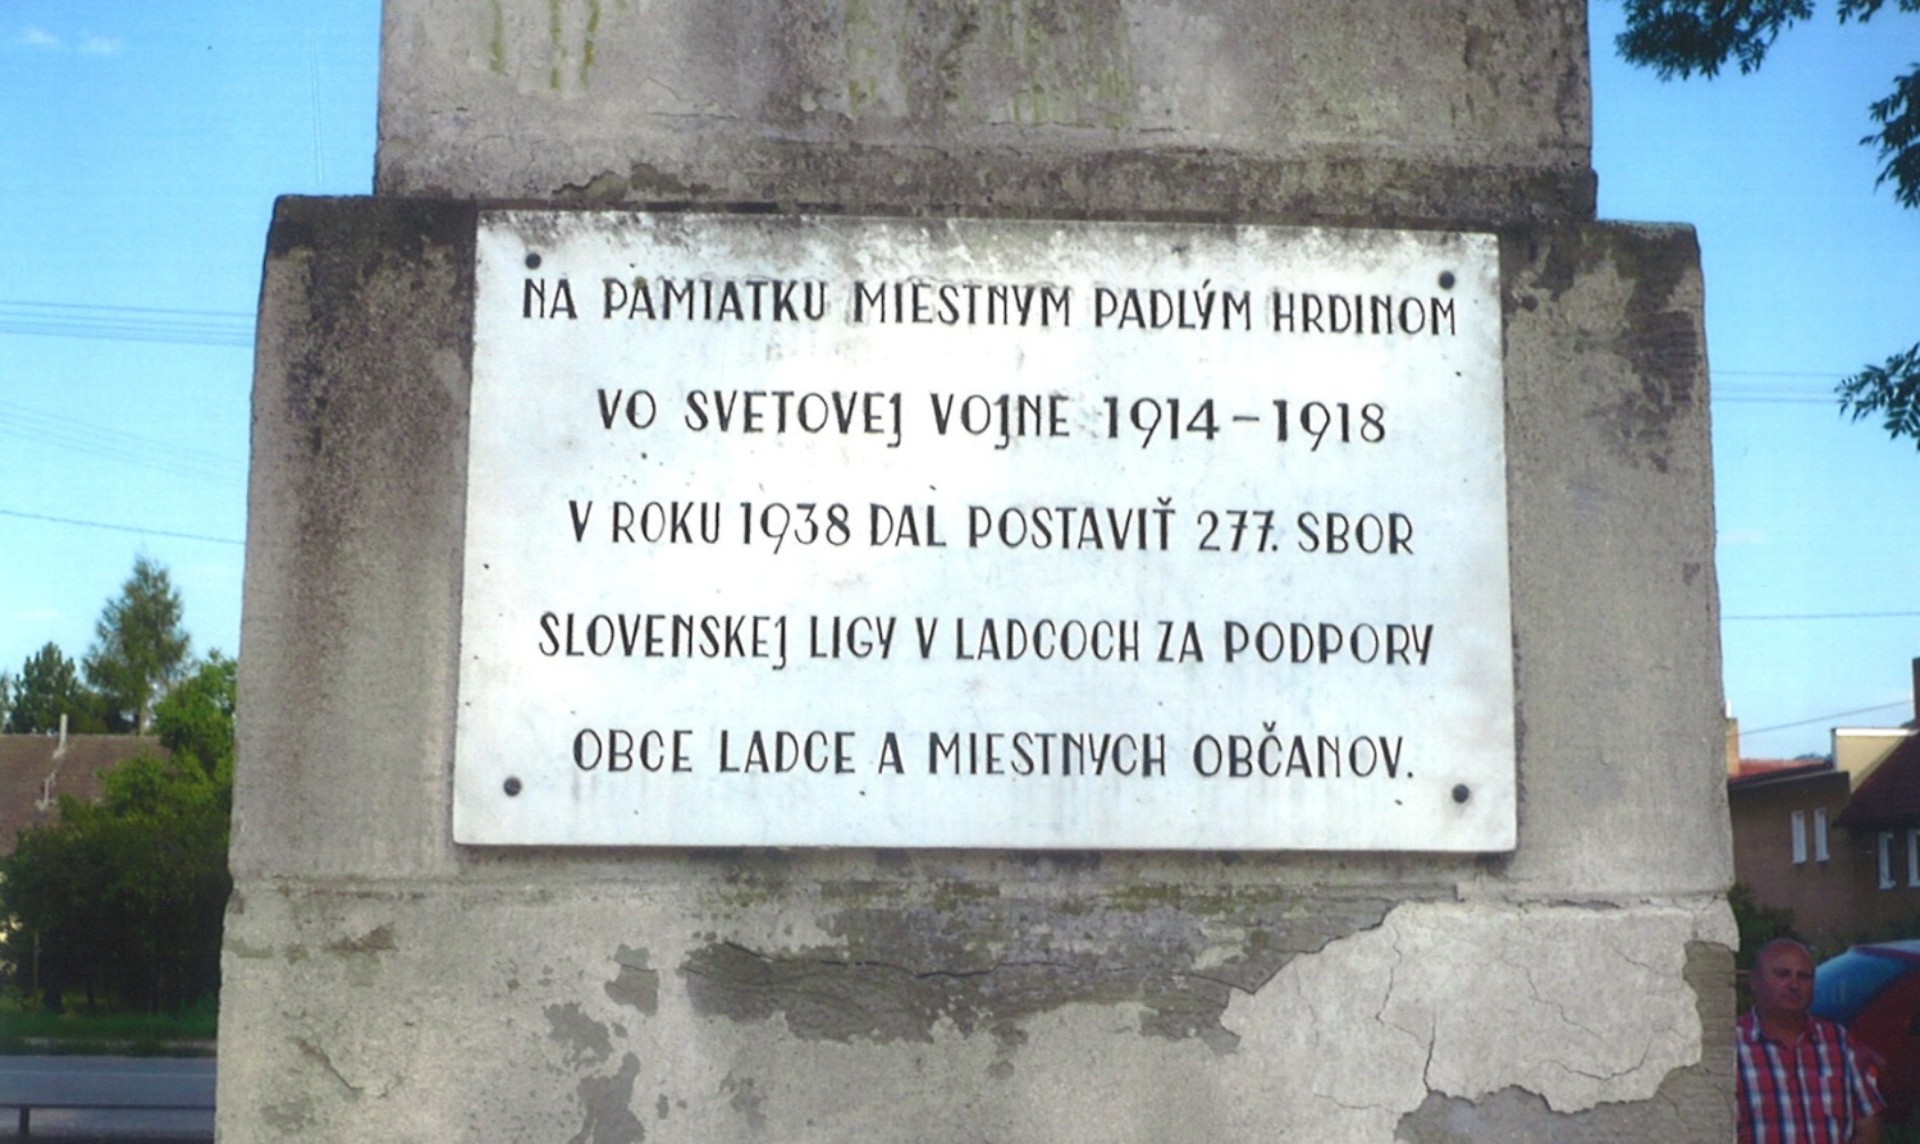 NA PAMIATKU MIESTNYM PADLÝM HRDINOM
VO SVETOVEJ VOJNE 1914-1918
V ROKU 1938 DAL POSTAVIŤ 277. SBOR
SLOVENSKEJ LIGY V LADCOCH ZA PODPORY
OBCE LADCE A MIESTNYCH OBČANOV.